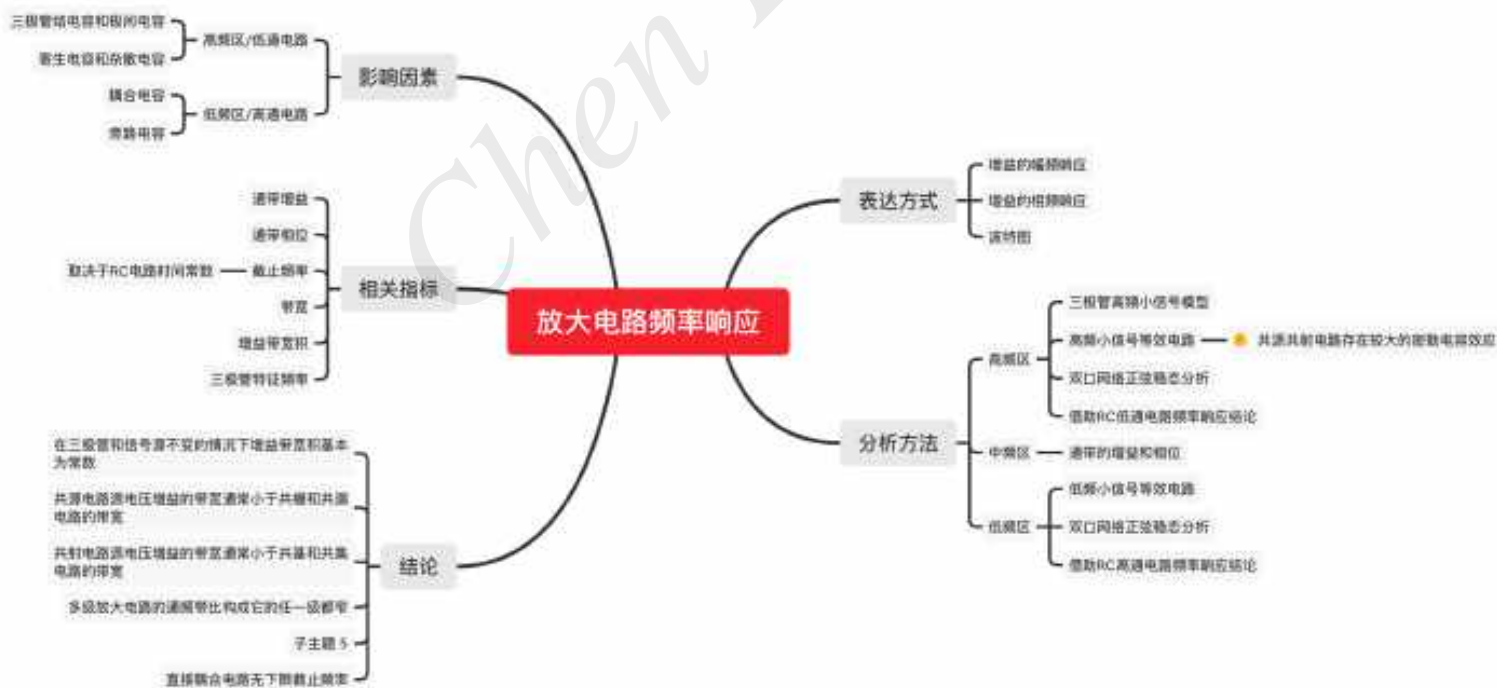 放大电路频率响应
影响因素
高频区/低通电路
三极管结电容和极间电容
寄生电容和杂散电容
低频区/高通电路
耦合电容
旁路电容
相关指标
通带增益
通带相位
截止频率
取决于RC电路时间常数
带宽
增益带宽积
三极管特征频率
结论
在三极管和信号源不变的情况下增益带宽积基本
为常数
共源电路源电压增益的带宽通常小于共栅和共漏
电路的带宽
共射电路源电压增益的带宽通常小于共基和共集
电路的带宽
多级放大电路的通频带比构成它的任一级都窄
子主题 5
直接耦合电路无下限截止频率
表达方式
增益的幅频响应
增益的相频响应
波特图
分析方法
高频区
三极管高频小信号模型
高频小信号等效电路
共源共射电路存在较大的密勒电容效应
双口网络正弦稳态分析
借助RC低通电路频率响应结论
中频区
通带的增益和相位
低频区
低频小信号等效电路
双口网络正弦稳态分析
借助RC高通电路频率响应结论
Chen